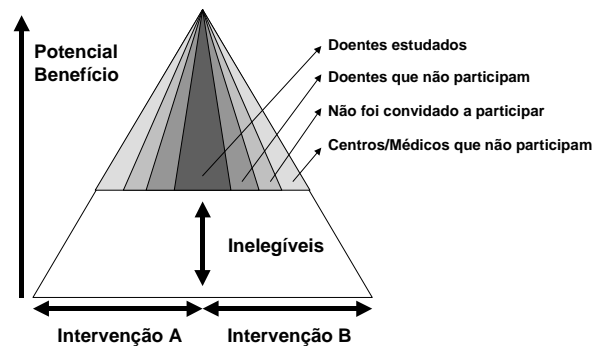 Potencial
Benefício
Doentes estudados
Doentes que não participam
Não foi convidado a participar
Centros/Médicos que não participam
Inelegíveis
Intervenção A
Intervenção B